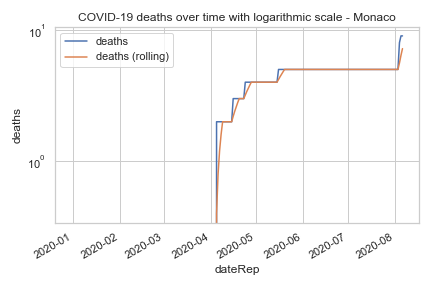 COVID-19 deaths over time with logarithmic scale - Monaco
10¹
deaths
deaths (rolling)
deaths
10⁰
2020-01
2020-02
2020-03
2020-04
2020-05
2020-06
2020-07
2020-08
dateRep